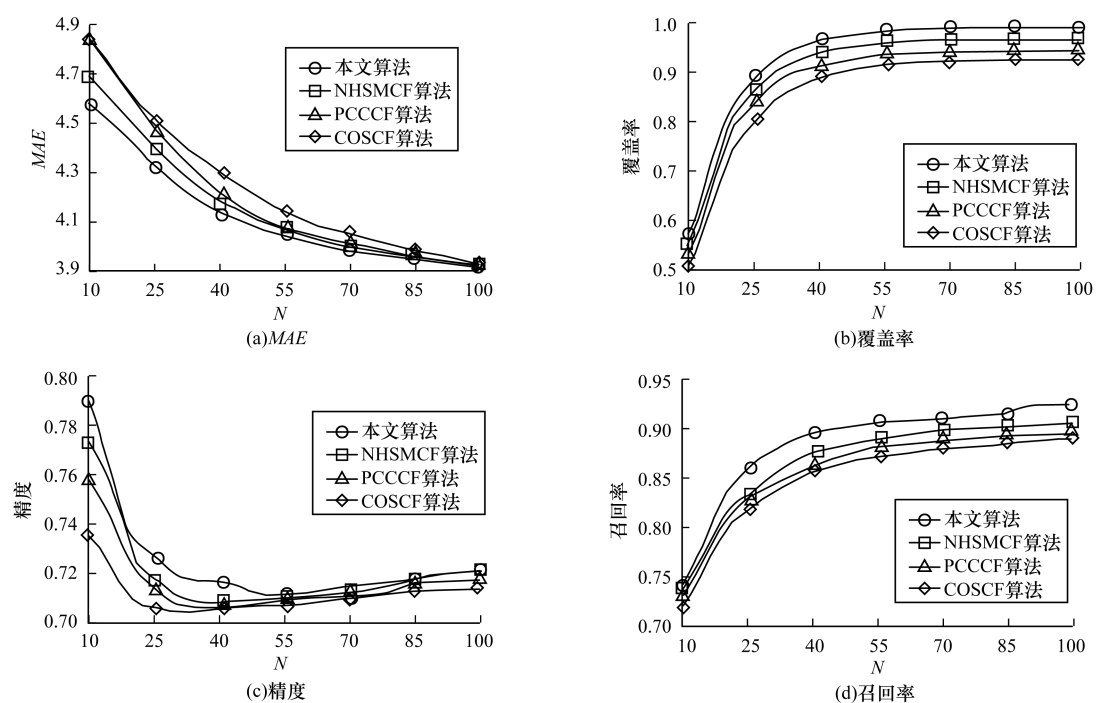 4.9
4.7
4.5
4.3
4.1
3.9
MAE
本文算法
NHSMCF算法
PCCCF算法
COSCF算法
10 25 40 55 70 85 100
N
(a)MAE
1.0
0.9
0.8
0.7
0.6
0.5
覆盖率
本文算法
NHSMCF算法
PCCCF算法
COSCF算法
10 25 40 55 70 85 100
N
(b)覆盖率
0.80
0.78
0.76
0.74
0.72
0.70
精度
本文算法
NHSMCF算法
PCCCF算法
COSCF算法
10 25 40 55 70 85 100
N
(c)精度
0.95
0.90
0.85
0.80
0.75
0.70
召回率
本文算法
NHSMCF算法
PCCCF算法
COSCF算法
10 25 40 55 70 85 100
N
(d)召回率